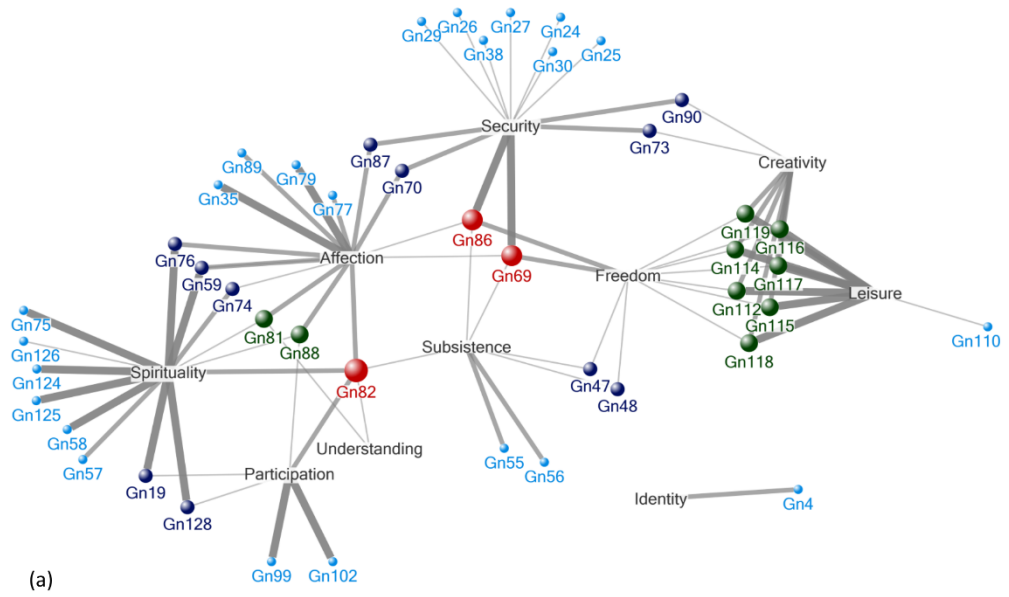 Gn26
Gn27
Gn24
Gn29
Gn38
Gn30
Gn25
Security
Gn90
Gn73
Gn87
Gn70
Creativity
Gn89
Gn79
Gn35
Gn77
Gn86
Gn119
Gn116
Gn76
Gn59
Affection
Gn69
Freedom
Gn114
Gn117
Gn74
Leisure
Gn112
Gn115
Gn75
Gn81
Gn88
Subsistence
Gn118
Gn110
Gn126
Spirituality
Gn124
Gn82
Gn47
Gn48
Gn125
Gn58
Gn57
Understanding
Gn55
Gn56
Participation
Gn19
Gn128
Identity
Gn4
Gn99
Gn102
(a)